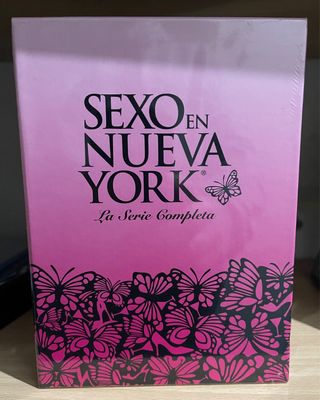 SEXO EN
NUEVA
YORK®
La Serie Completa